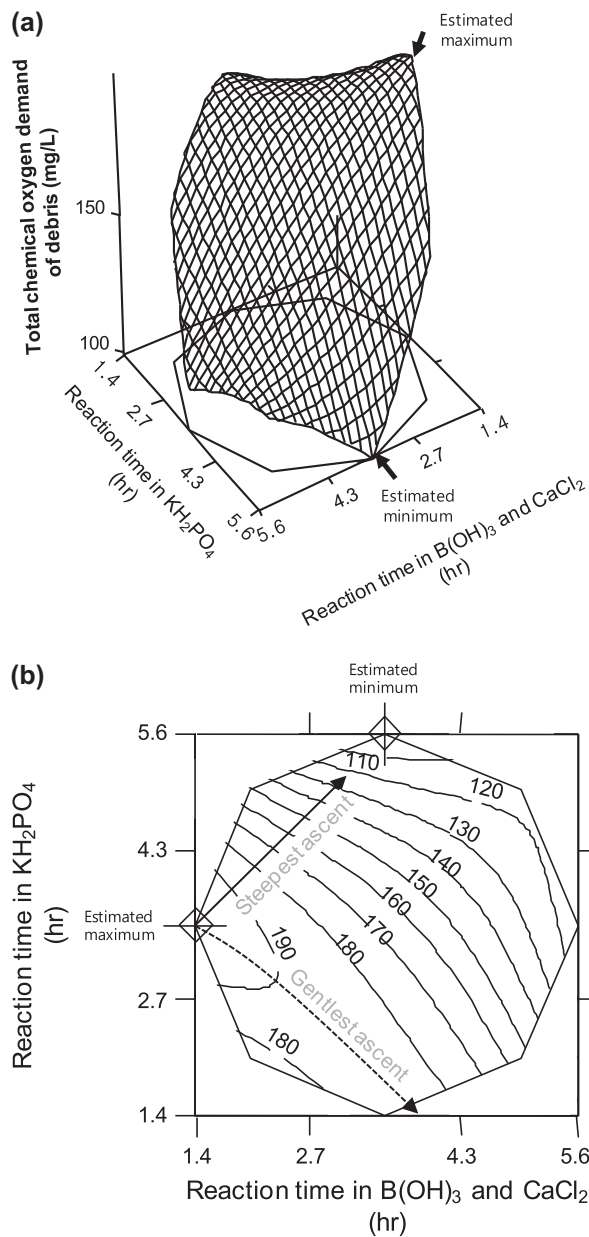 (a)
Estimated
maximum
Total chemical oxygen demand
of debris (mg/L)
150
100
1.4
2.7
4.3
5.6
Reaction time in KH₂PO₄
(hr)
5.6
4.3
2.7
1.4
Estimated
minimum
Reaction time in B(OH)₃ and CaCl₂
(hr)
(b)
Estimated
minimum
5.6
4.3
2.7
1.4
Reaction time in KH₂PO₄
(hr)
Estimated
maximum
110
120
130
140
150
160
170
180
190
180
Steepest ascent
Gentlest ascent
1.4
2.7
4.3
5.6
Reaction time in B(OH)₃ and CaCl₂
(hr)